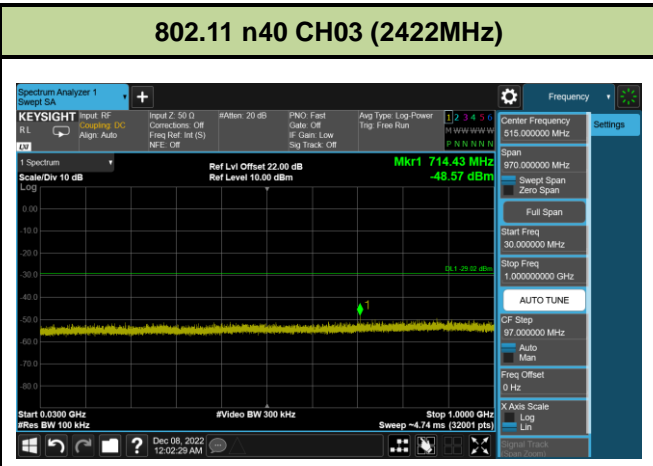 802.11 n40 CH03 (2422MHz)
Spectrum Analyzer 1
Swept SA
+
Frequency
KEYSIGHT
RL
LXI
Input: RF
Coupling: DC
Align: Auto
Input Z: 50 Ω
Corrections: Off
Freq Ref: Int (S)
NFE: Off
#Atten: 20 dB
PNO: Fast
Gate: Off
IF Gain: Low
Sig Track: Off
Avg Type: Log-Power
Trig: Free Run
1 2 3 4 5 6
M W W W W W
P N N N N N
Settings
Center Frequency
515.000000 MHz
Span
970.000000 MHz
Swept Span
Zero Span
Full Span
Start Freq
30.000000 MHz
Stop Freq
1.000000000 GHz
AUTO TUNE
CF Step
97.000000 MHz
Auto
Man
Freq Offset
0 Hz
X Axis Scale
Log
Lin
Signal Track
(Span Zoom)
1 Spectrum
Scale/Div 10 dB
Log
Ref Lvl Offset 22.00 dB
Ref Level 10.00 dBm
Mkr1 714.43 MHz
-48.57 dBm
0.00
-10.0
-20.0
-30.0
DL1 -29.02 dBm
-40.0
1
-50.0
-60.0
-70.0
-80.0
Start 0.0300 GHz
#Res BW 100 kHz
#Video BW 300 kHz
Stop 1.0000 GHz
Sweep ~4.74 ms (32001 pts)
?
Dec 08, 2022
12:02:29 AM